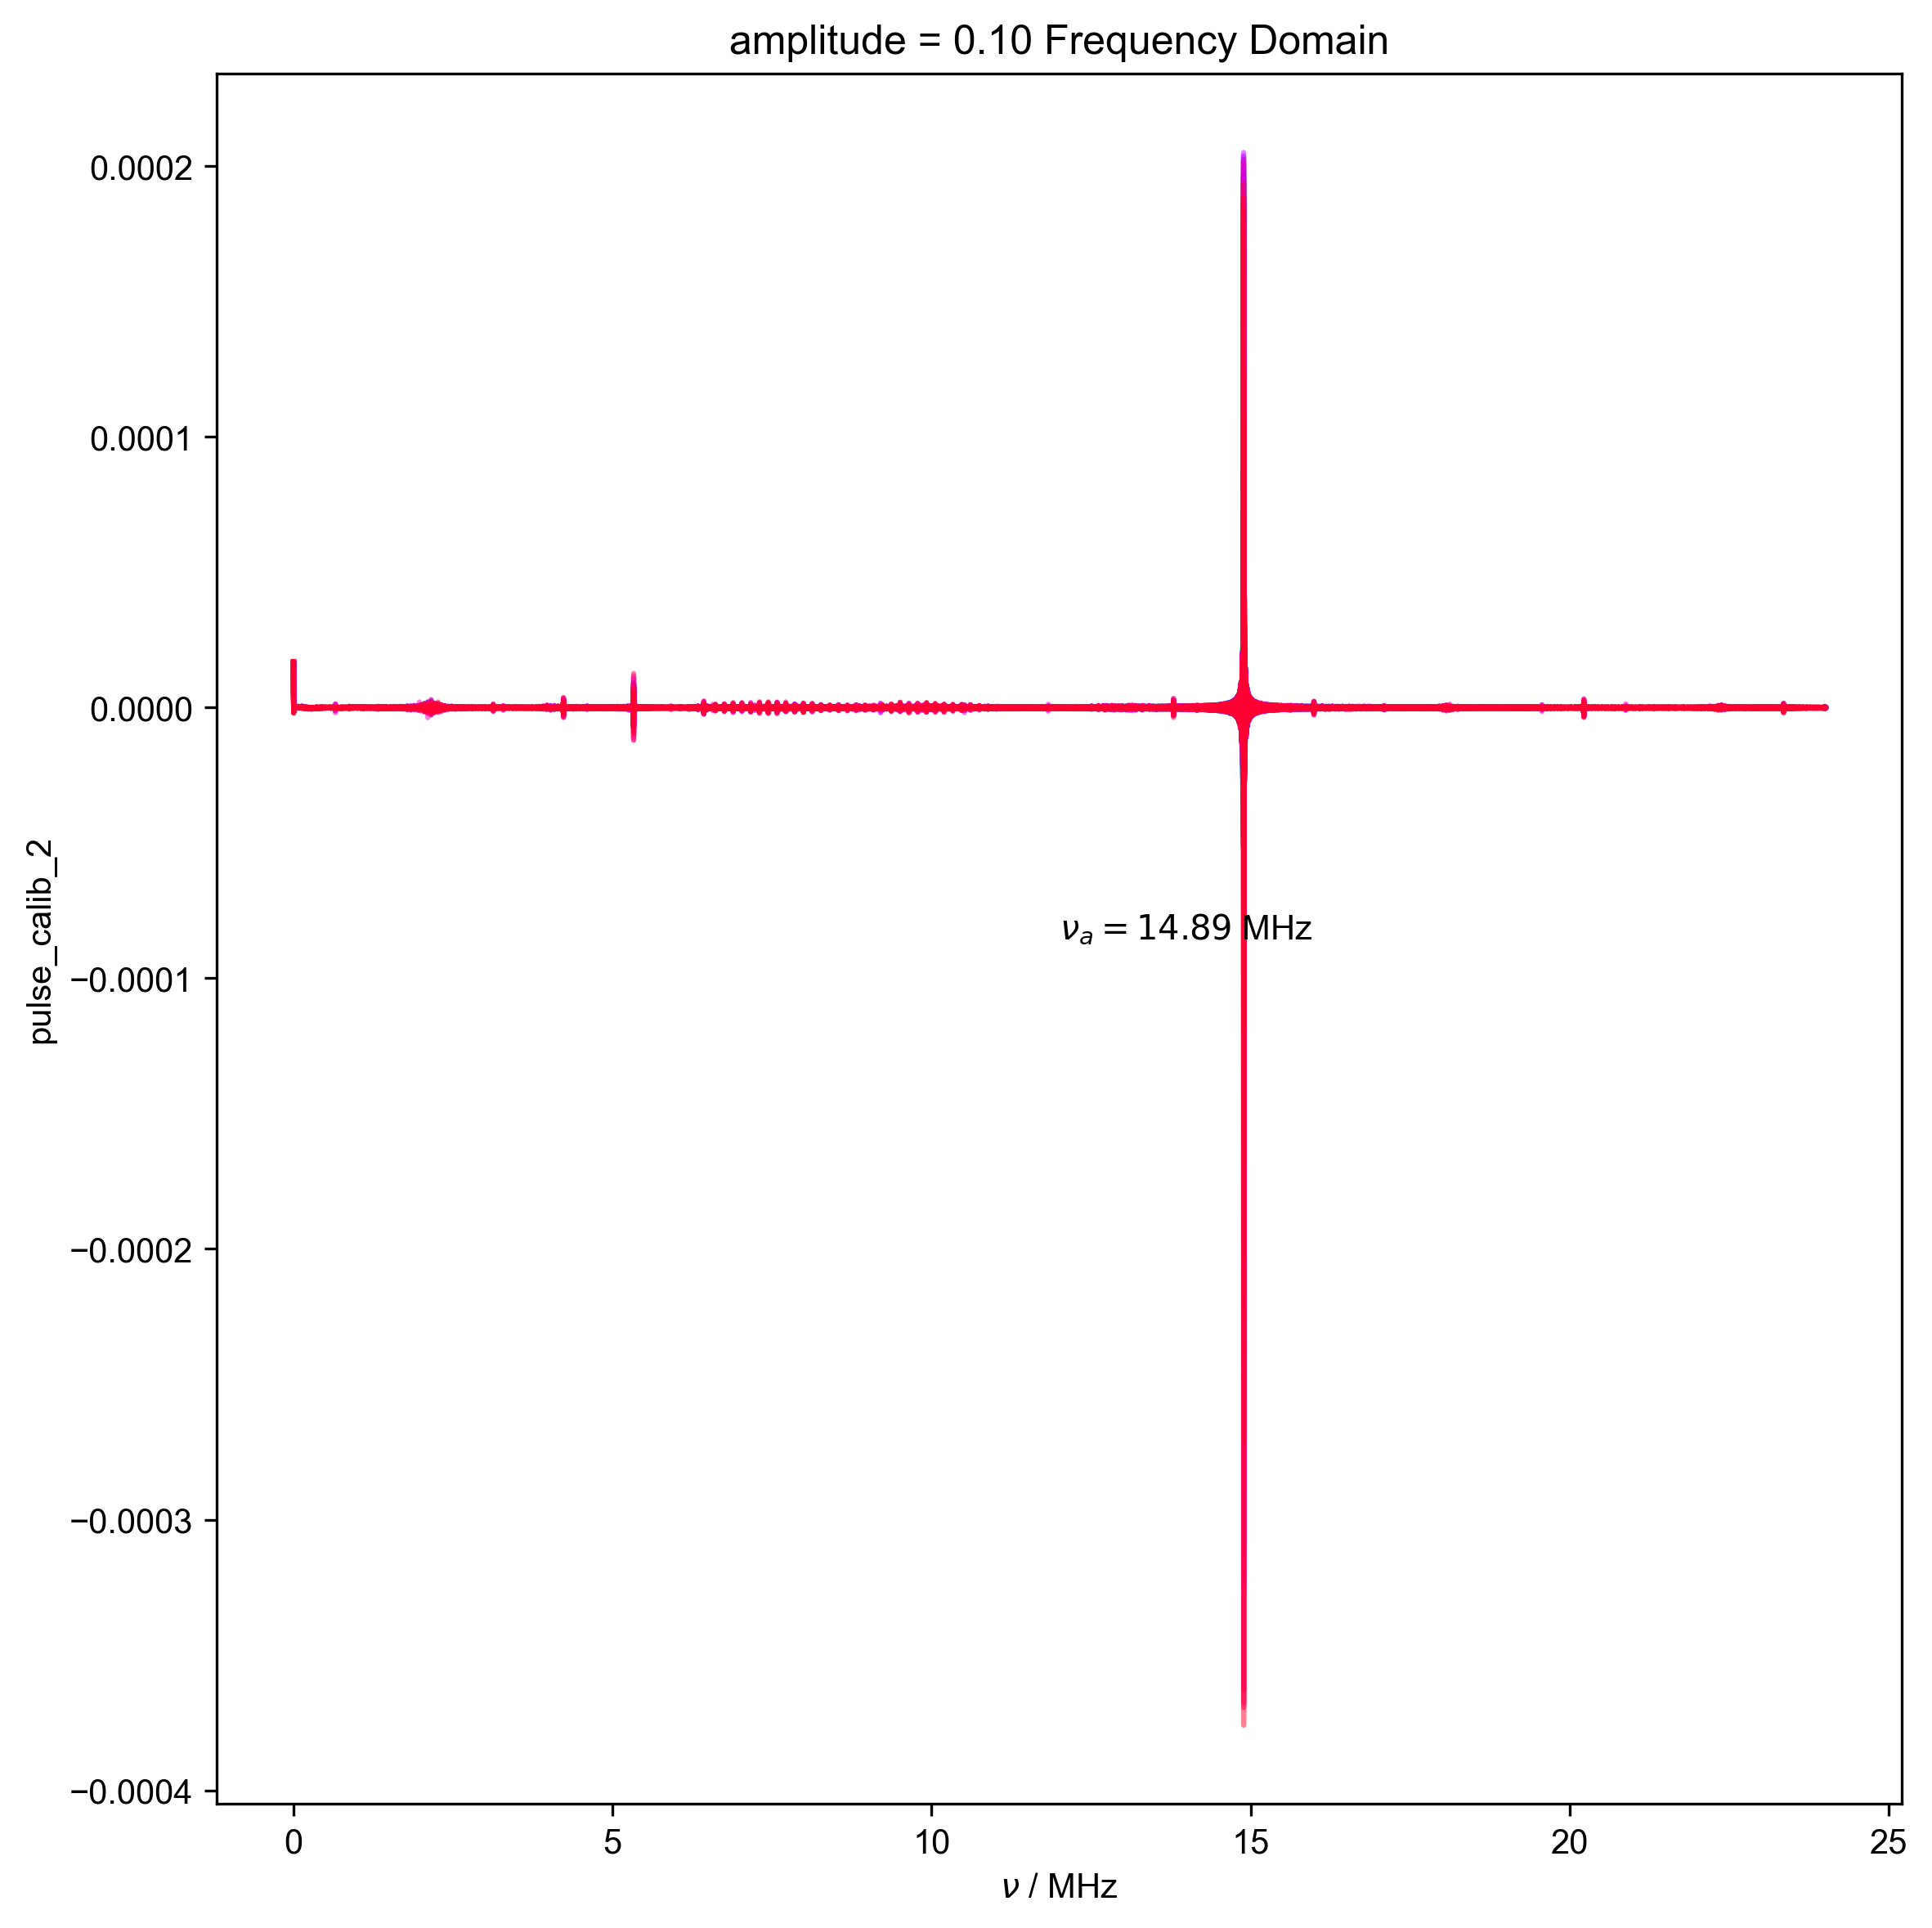 amplitude = 0.10 Frequency Domain
pulse_calib_2
0.0002
0.0001
0.0000
−0.0001
−0.0002
−0.0003
−0.0004
νa = 14.89 MHz
0 5 10 15 20 25
ν / MHz